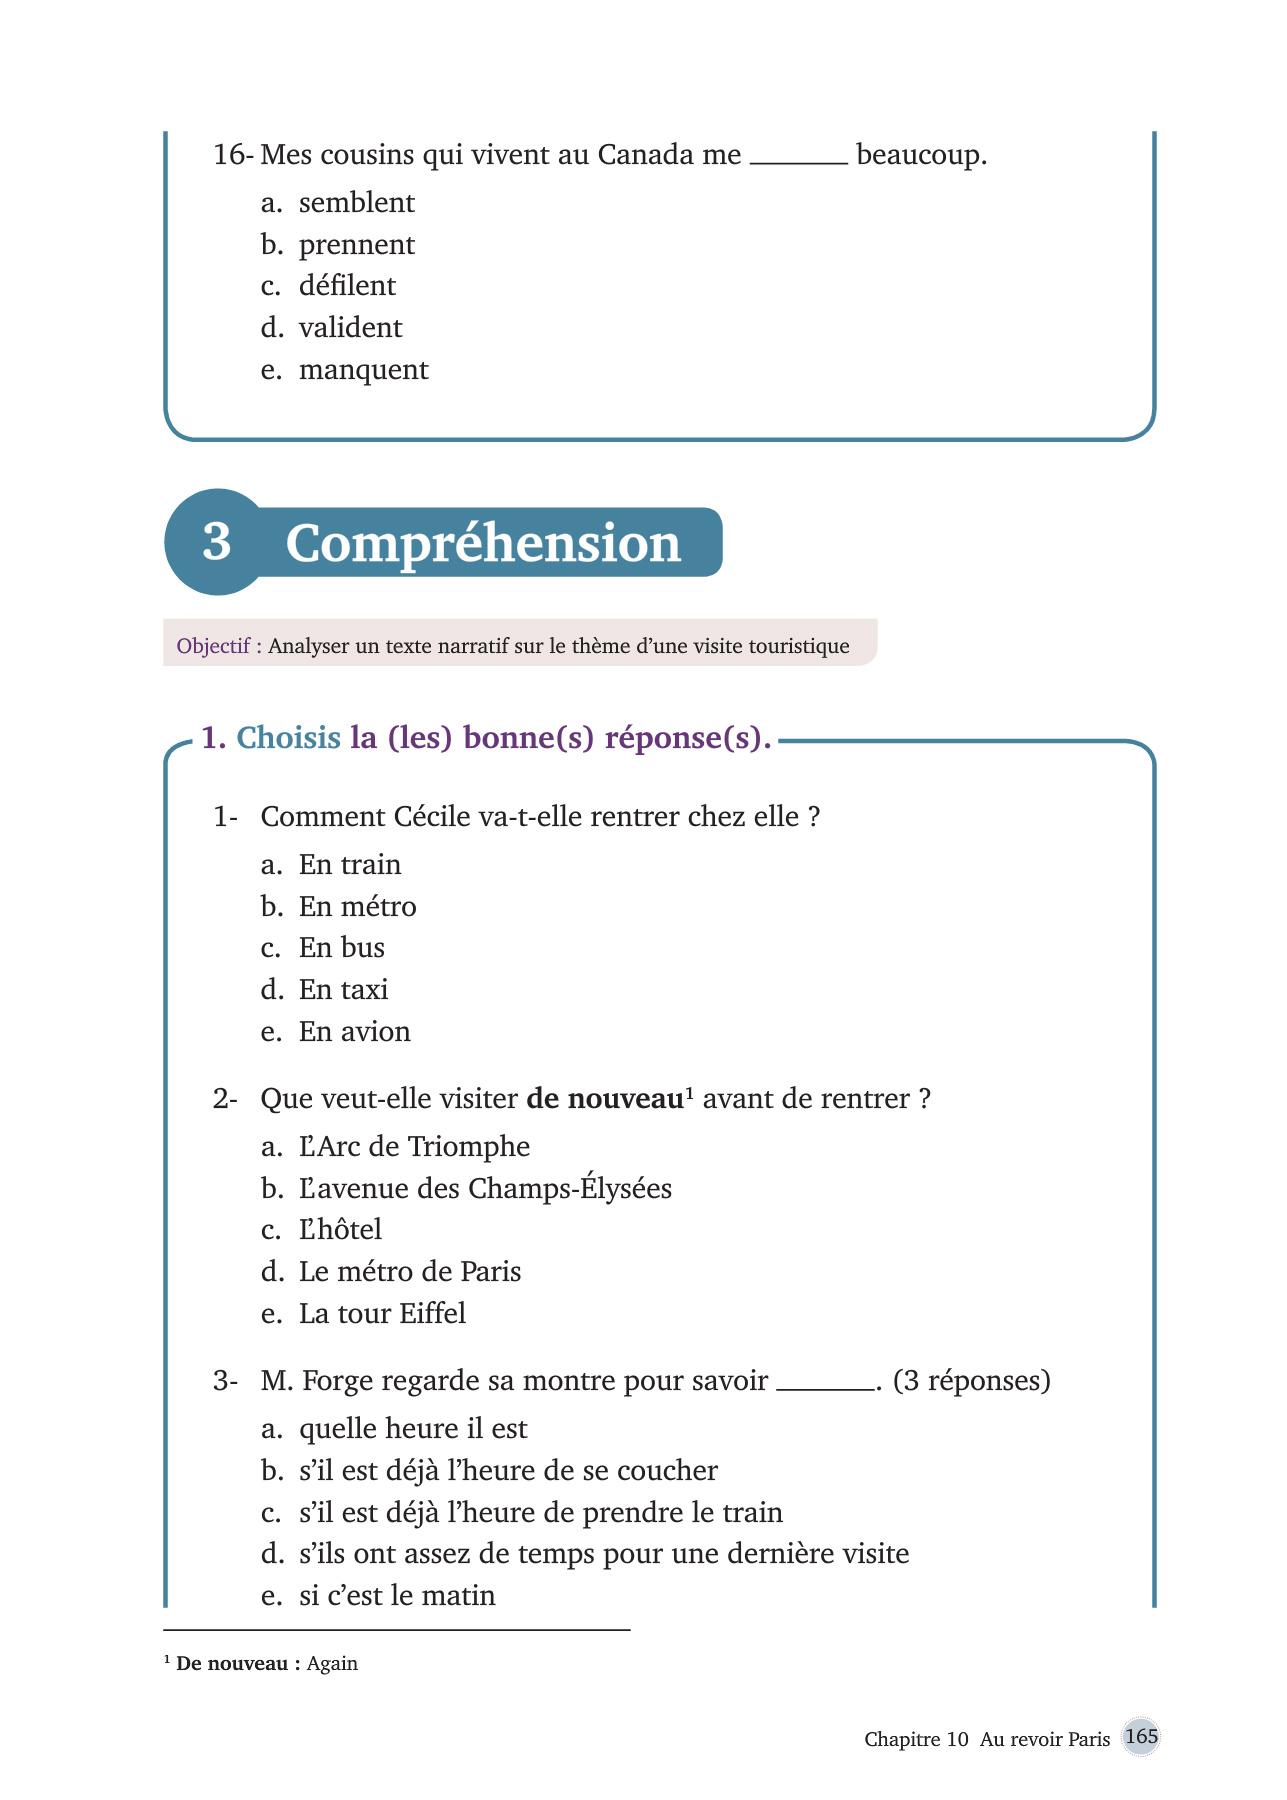 16- Mes cousins qui vivent au Canada me _______ beaucoup.
a. semblent
b. prennent
c. défilent
d. valident
e. manquent
3 Compréhension
Objectif : Analyser un texte narratif sur le thème d’une visite touristique
1. Choisis la (les) bonne(s) réponse(s).
1- Comment Cécile va-t-elle rentrer chez elle ?
a. En train
b. En métro
c. En bus
d. En taxi
e. En avion
2- Que veut-elle visiter de nouveau¹ avant de rentrer ?
a. L’Arc de Triomphe
b. L’avenue des Champs-Élysées
c. L’hôtel
d. Le métro de Paris
e. La tour Eiffel
3- M. Forge regarde sa montre pour savoir _______. (3 réponses)
a. quelle heure il est
b. s’il est déjà l’heure de se coucher
c. s’il est déjà l’heure de prendre le train
d. s’ils ont assez de temps pour une dernière visite
e. si c’est le matin
¹ De nouveau : Again
Chapitre 10 Au revoir Paris 165